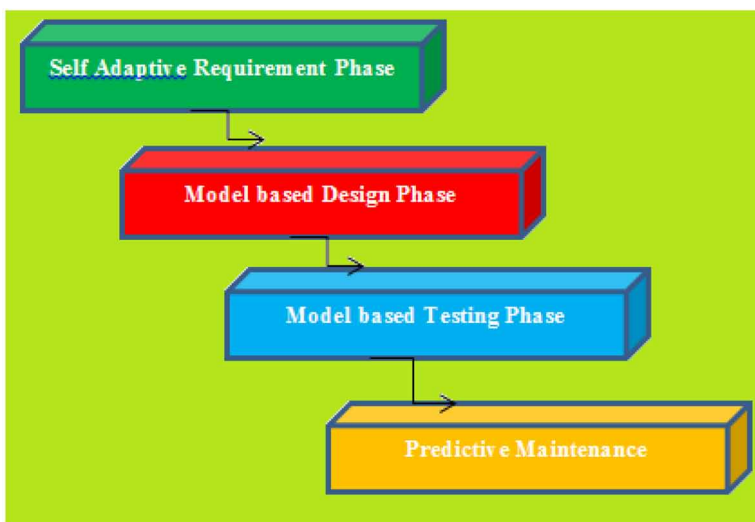 Self Adaptive Requirement Phase
Model based Design Phase
Model based Testing Phase
Predictive Maintenance